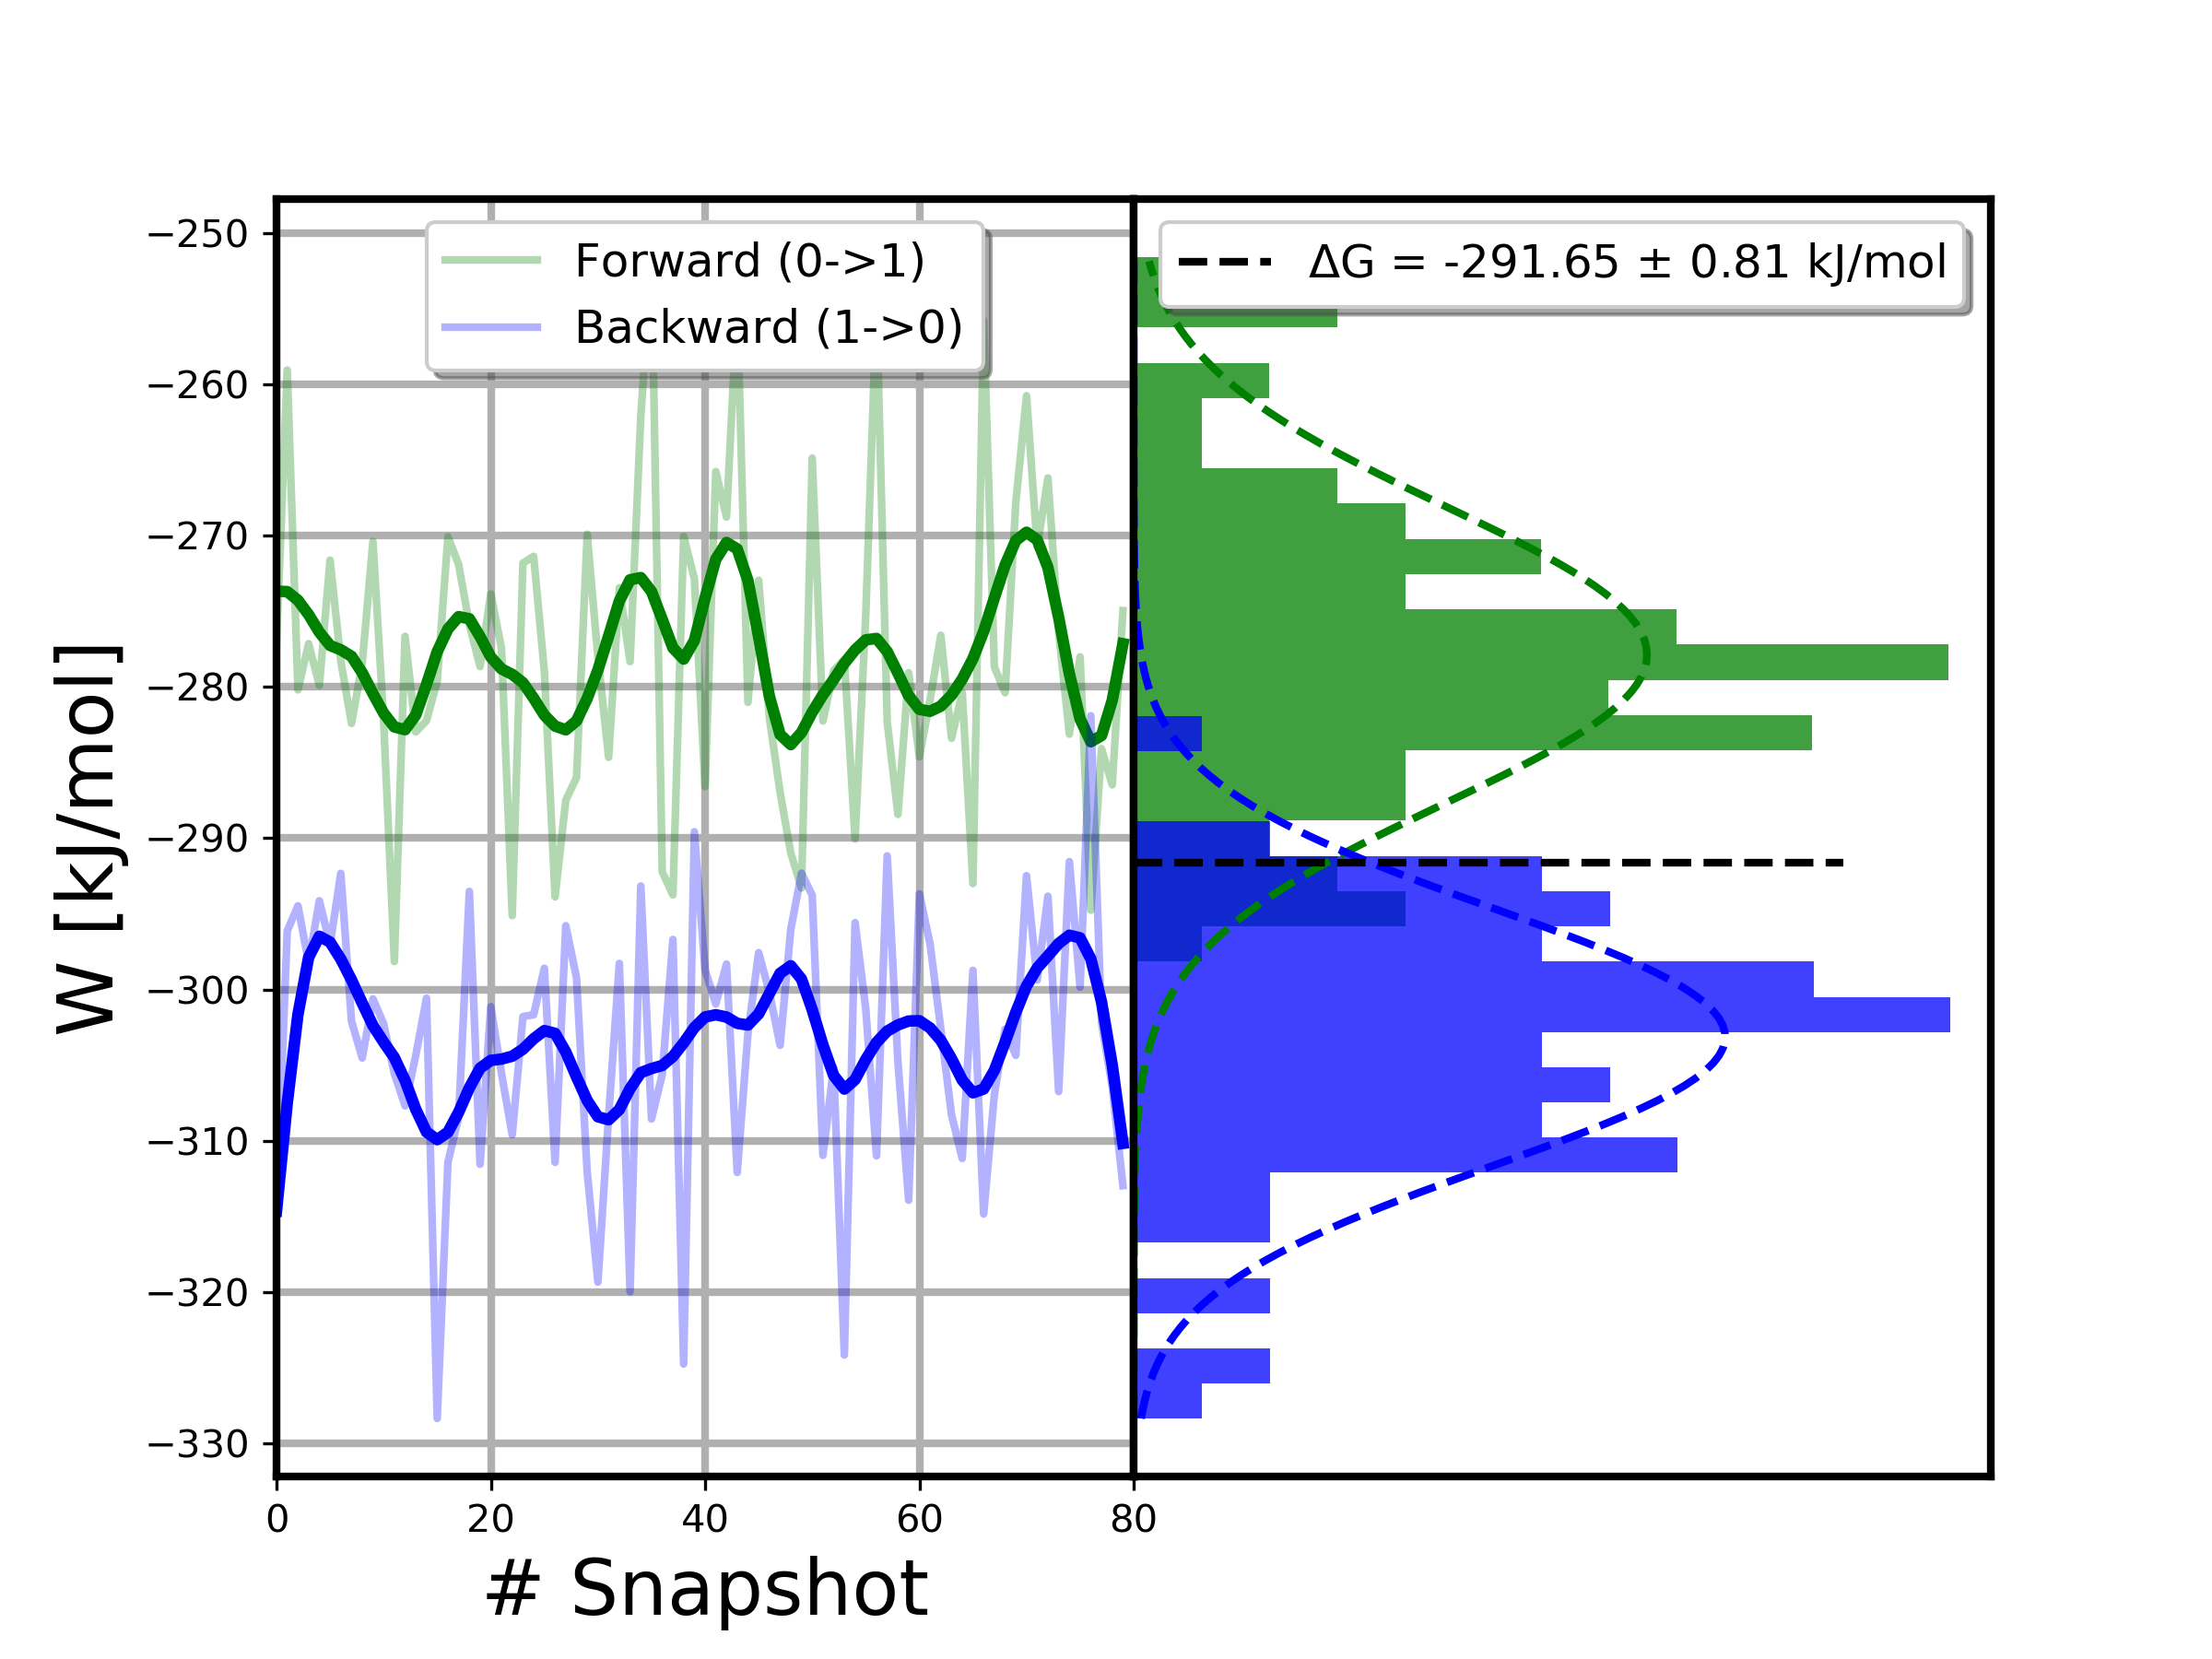 Forward (0->1)
Backward (1->0)
ΔG = -291.65 ± 0.81 kJ/mol
W [kJ/mol]
−250
−260
−270
−280
−290
−300
−310
−320
−330
0 20 40 60 80
# Snapshot